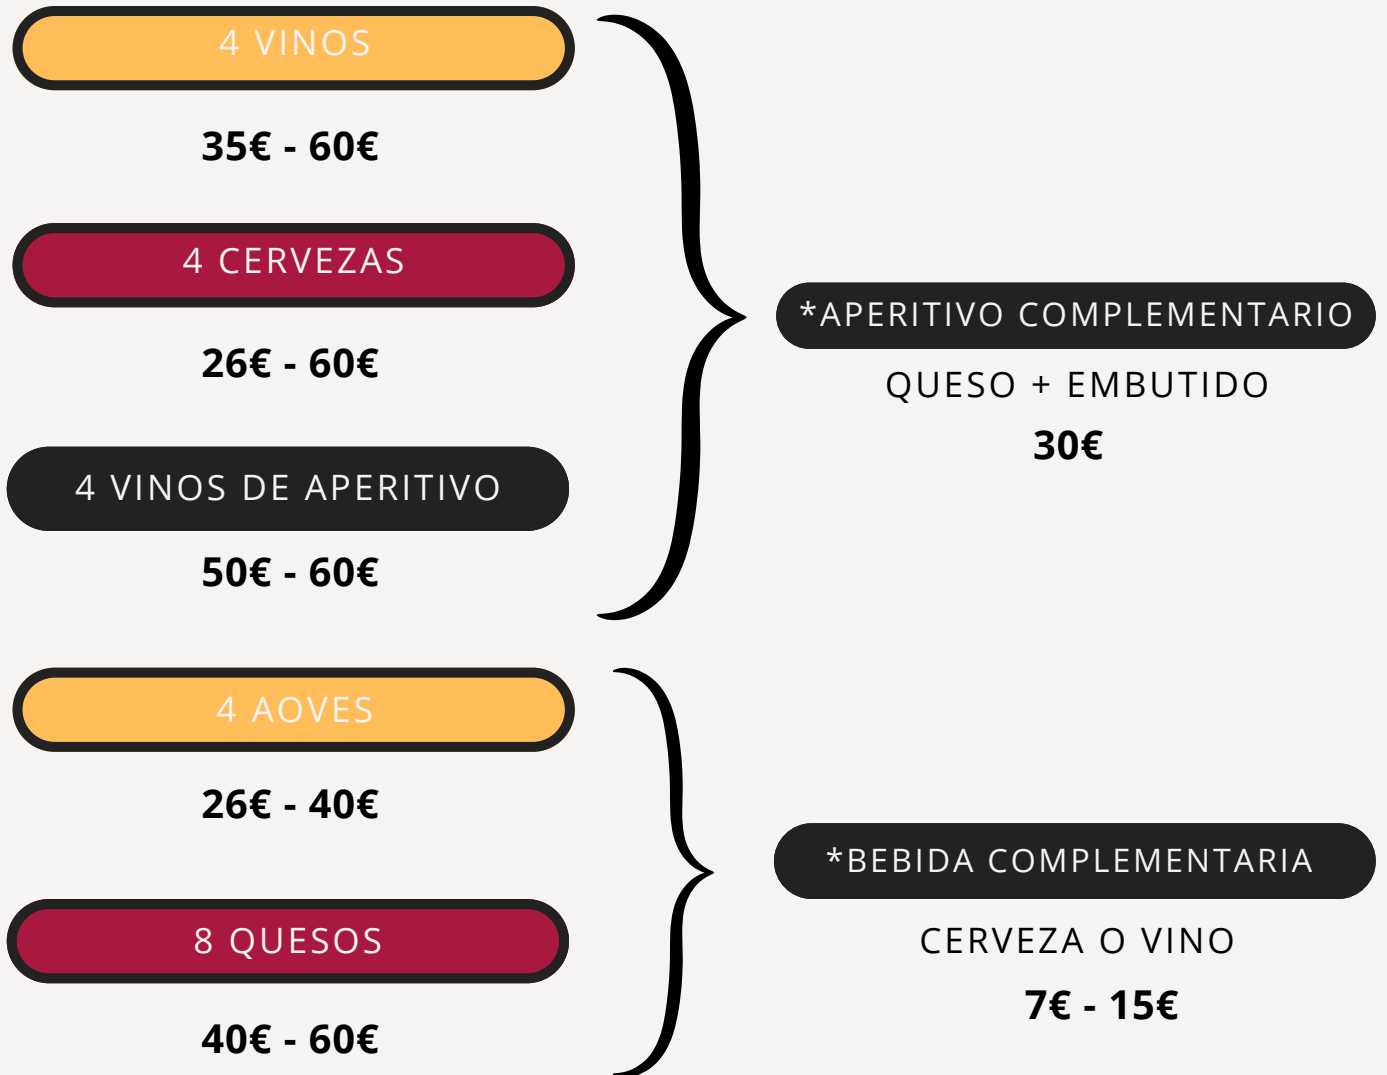 4 VINOS
35€ - 60€
4 CERVEZAS
26€ - 60€
4 VINOS DE APERITIVO
50€ - 60€
*APERITIVO COMPLEMENTARIO
QUESO + EMBUTIDO
30€
4 AOVES
26€ - 40€
8 QUESOS
40€ - 60€
*BEBIDA COMPLEMENTARIA
CERVEZA O VINO
7€ - 15€